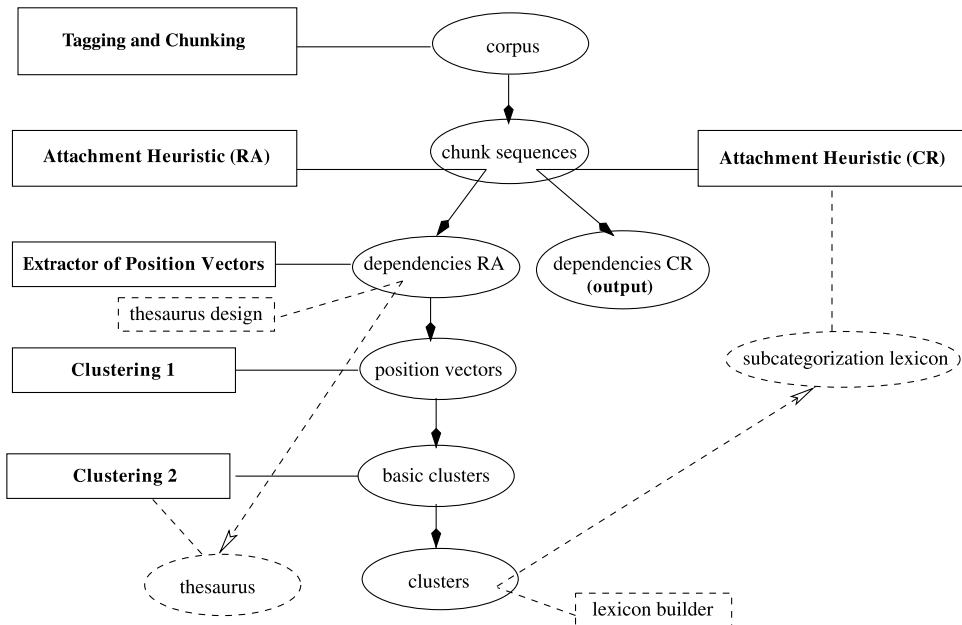 Tagging and Chunking
corpus
Attachment Heuristic (RA)
chunk sequences
Attachment Heuristic (CR)
Extractor of Position Vectors
dependencies RA
dependencies CR
(output)
thesaurus design
Clustering 1
position vectors
subcategorization lexicon
Clustering 2
basic clusters
thesaurus
clusters
lexicon builder